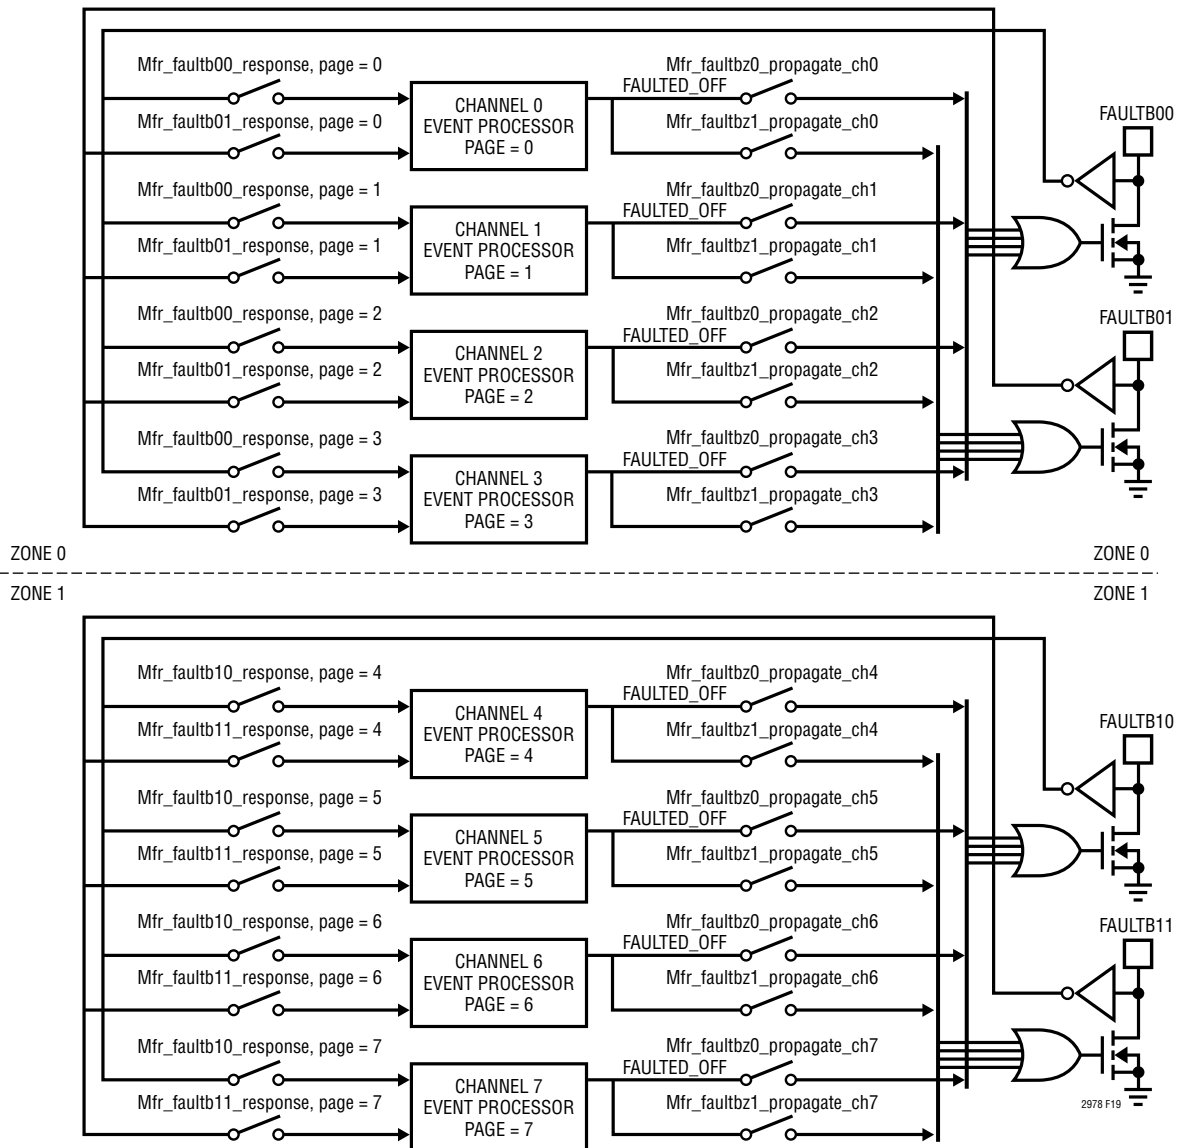 Mfr_faultb00_response, page = 0
Mfr_faultbz0_propagate_ch0
FAULTED_OFF
CHANNEL 0
EVENT PROCESSOR
PAGE = 0
Mfr_faultb01_response, page = 0
Mfr_faultbz1_propagate_ch0
FAULTB00
Mfr_faultb00_response, page = 1
Mfr_faultbz0_propagate_ch1
FAULTED_OFF
CHANNEL 1
EVENT PROCESSOR
PAGE = 1
Mfr_faultb01_response, page = 1
Mfr_faultbz1_propagate_ch1
Mfr_faultb00_response, page = 2
Mfr_faultbz0_propagate_ch2
FAULTB01
FAULTED_OFF
CHANNEL 2
EVENT PROCESSOR
PAGE = 2
Mfr_faultb01_response, page = 2
Mfr_faultbz1_propagate_ch2
Mfr_faultb00_response, page = 3
Mfr_faultbz0_propagate_ch3
FAULTED_OFF
CHANNEL 3
EVENT PROCESSOR
PAGE = 3
Mfr_faultb01_response, page = 3
Mfr_faultbz1_propagate_ch3
ZONE 0
ZONE 0
ZONE 1
ZONE 1
Mfr_faultb10_response, page = 4
Mfr_faultbz0_propagate_ch4
FAULTED_OFF
CHANNEL 4
EVENT PROCESSOR
PAGE = 4
Mfr_faultb11_response, page = 4
Mfr_faultbz1_propagate_ch4
FAULTB10
Mfr_faultb10_response, page = 5
Mfr_faultbz0_propagate_ch5
FAULTED_OFF
CHANNEL 5
EVENT PROCESSOR
PAGE = 5
Mfr_faultb11_response, page = 5
Mfr_faultbz1_propagate_ch5
Mfr_faultb10_response, page = 6
Mfr_faultbz0_propagate_ch6
FAULTB11
FAULTED_OFF
CHANNEL 6
EVENT PROCESSOR
PAGE = 6
Mfr_faultb11_response, page = 6
Mfr_faultbz1_propagate_ch6
Mfr_faultb10_response, page = 7
Mfr_faultbz0_propagate_ch7
FAULTED_OFF
CHANNEL 7
EVENT PROCESSOR
PAGE = 7
Mfr_faultb11_response, page = 7
Mfr_faultbz1_propagate_ch7
2978 F19